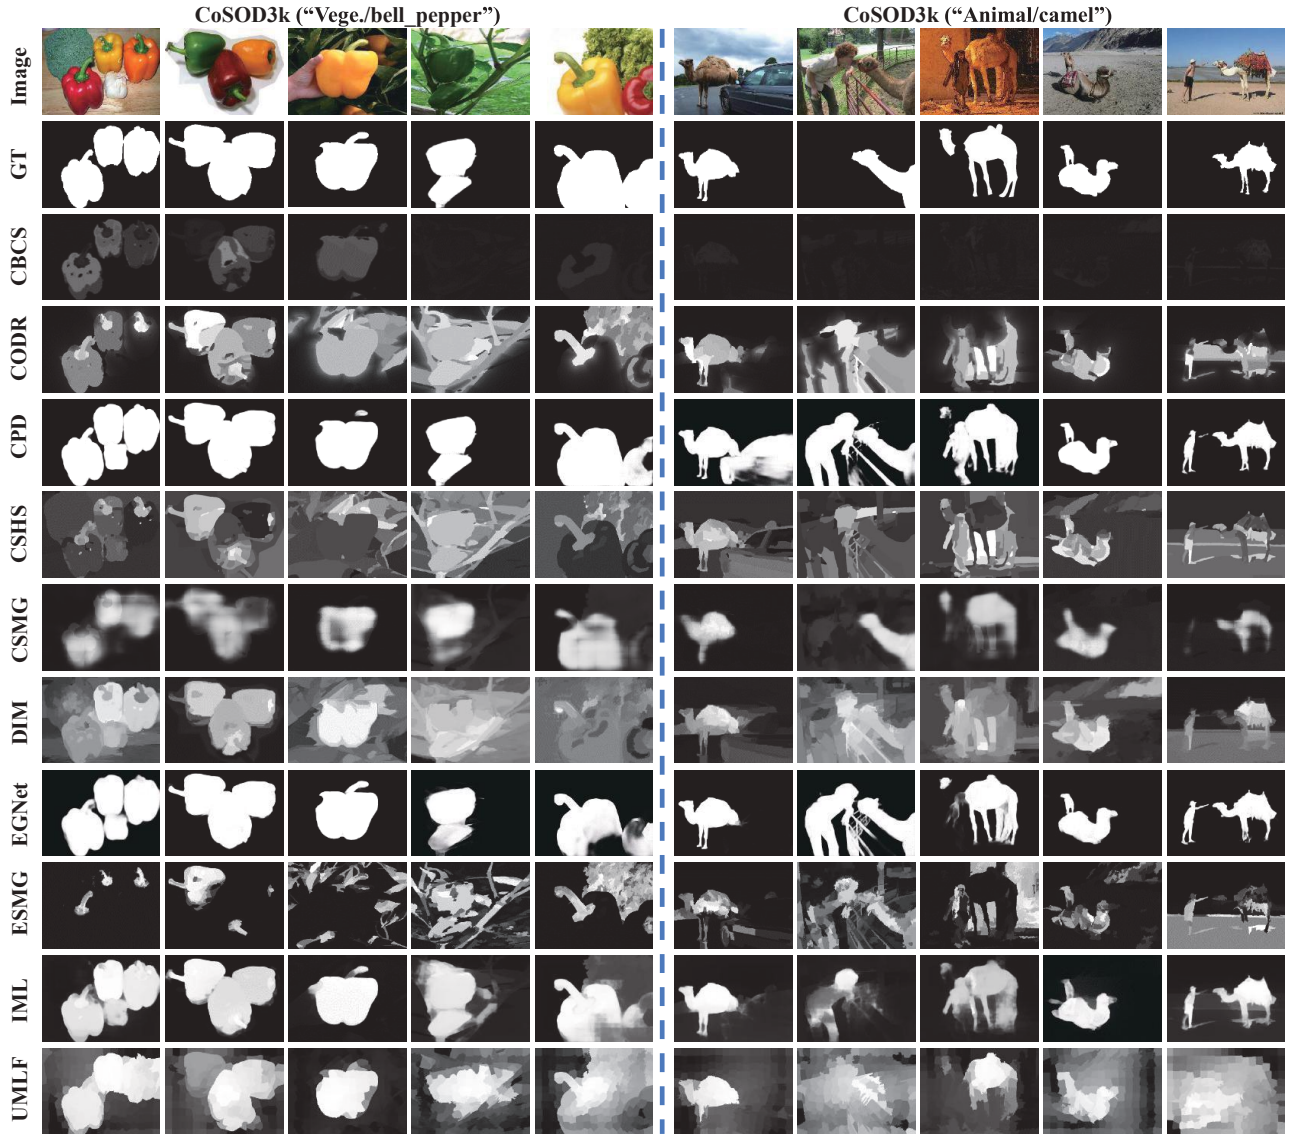 CoSOD3k (“Vege./bell_pepper”)
CoSOD3k (“Animal/camel”)
Image
GT
CBCS
CODR
CPD
CSHS
CSMG
DIM
EGNet
ESMG
IML
UMLF